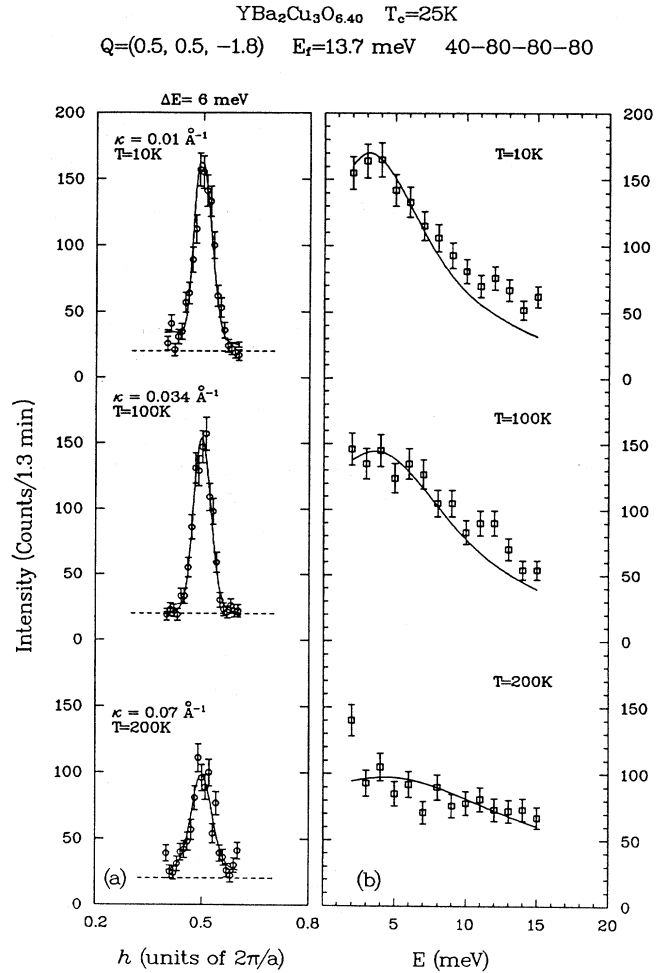 YBa₂Cu₃O₆.₄₀ T_c=25K
Q=(0.5, 0.5, −1.8) E_f=13.7 meV 40−80−80−80
ΔE= 6 meV
κ = 0.01 Å⁻¹
T=10K
200
150
100
50
0
κ = 0.034 Å⁻¹
T=100K
150
100
50
0
κ = 0.07 Å⁻¹
T=200K
150
100
50
0
(a)
0.2
0.5
0.8
h (units of 2π/a)
Intensity (Counts/1.3 min)
T=10K
200
150
100
50
0
T=100K
150
100
50
0
T=200K
150
100
50
0
(b)
5
10
15
20
E (meV)